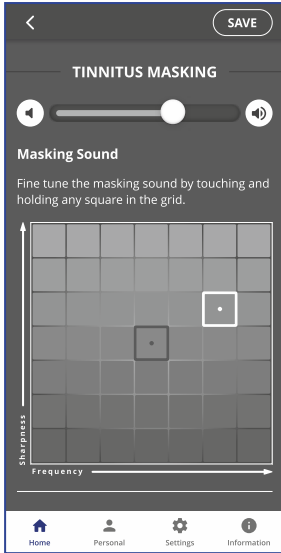 SAVE
TINNITUS MASKING
Masking Sound
Fine tune the masking sound by touching and
holding any square in the grid.
Sharpness
Frequency
Home Personal Settings Information